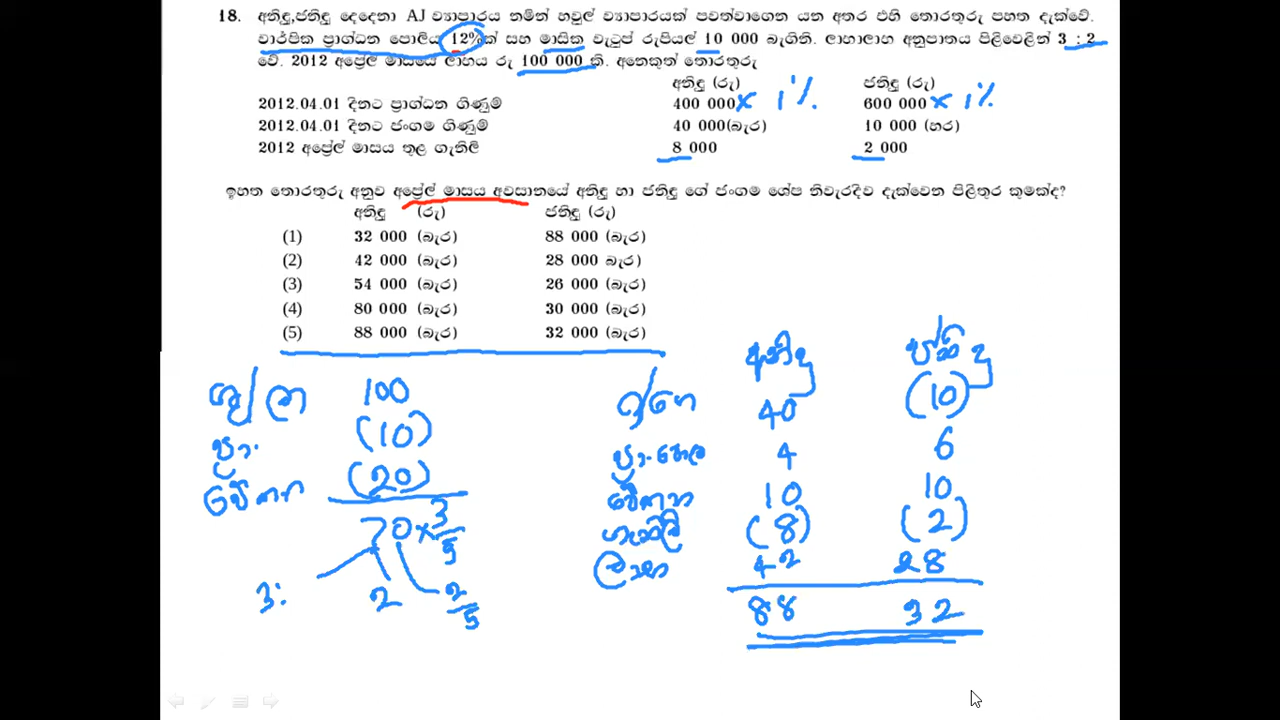 18. අනිඳු,ජනිඳු දෙදෙනා AJ ව්‍යාපාරය නමින් හවුල් ව්‍යාපාරයක් පවත්වාගෙන යන අතර එහි තොරතුරු පහත දැක්වේ.
වාර්පික ප්‍රාග්ධන පොලිය 12%ක් සහ මාසික වැටුප් රුපියල් 10 000 බැගිනි. ලාභාලාභ අනුපාතය පිළිවෙලින් 3 : 2
වේ. 2012 අප්‍රේල් මාසයේ ලාභය රු 100 000 කි. අනෙකුත් තොරතුරු
අනිඳු (රු) ජනිඳු (රු)
2012.04.01 දිනට ප්‍රාග්ධන ගිණුම් 400 000 x 1% 600 000 x 1%
2012.04.01 දිනට ජංගම ගිණුම් 40 000(බැර) 10 000 (හර)
2012 අප්‍රේල් මාසය තුළ ගැනිලි 8 000 2 000
ඉහත තොරතුරු අනුව අප්‍රේල් මාසය අවසානයේ අනිඳු හා ජනිඳු ගේ ජංගම ශේප නිවැරදිව දැක්වෙන පිළිතුර කුමක්ද?
අනිඳු (රු) ජනිඳු (රු)
(1) 32 000 (බැර) 88 000 (බැර)
(2) 42 000 (බැර) 28 000 බැර)
(3) 54 000 (බැර) 26 000 (බැර)
(4) 80 000 (බැර) 30 000 (බැර)
(5) 88 000 (බැර) 32 000 (බැර)
ශු/ලා 100
ප්‍රා. (10)
වේතන (20)
70 x 3/5
3: 2 2/5
අනිඳු ජනිඳු
ඉ/ගෙ 40 (10)
ප්‍රා.පොලි 4 6
වේතන 10 10
ගැනිලි (8) (2)
ලාභ 42 28
88 32